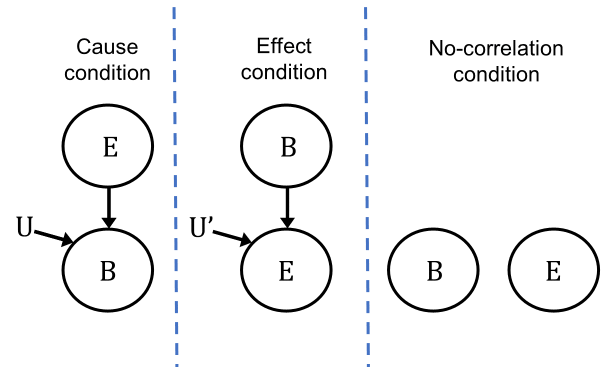 Cause
condition
Effect
condition
No-correlation
condition
E
U
B
B
U’
E
B
E